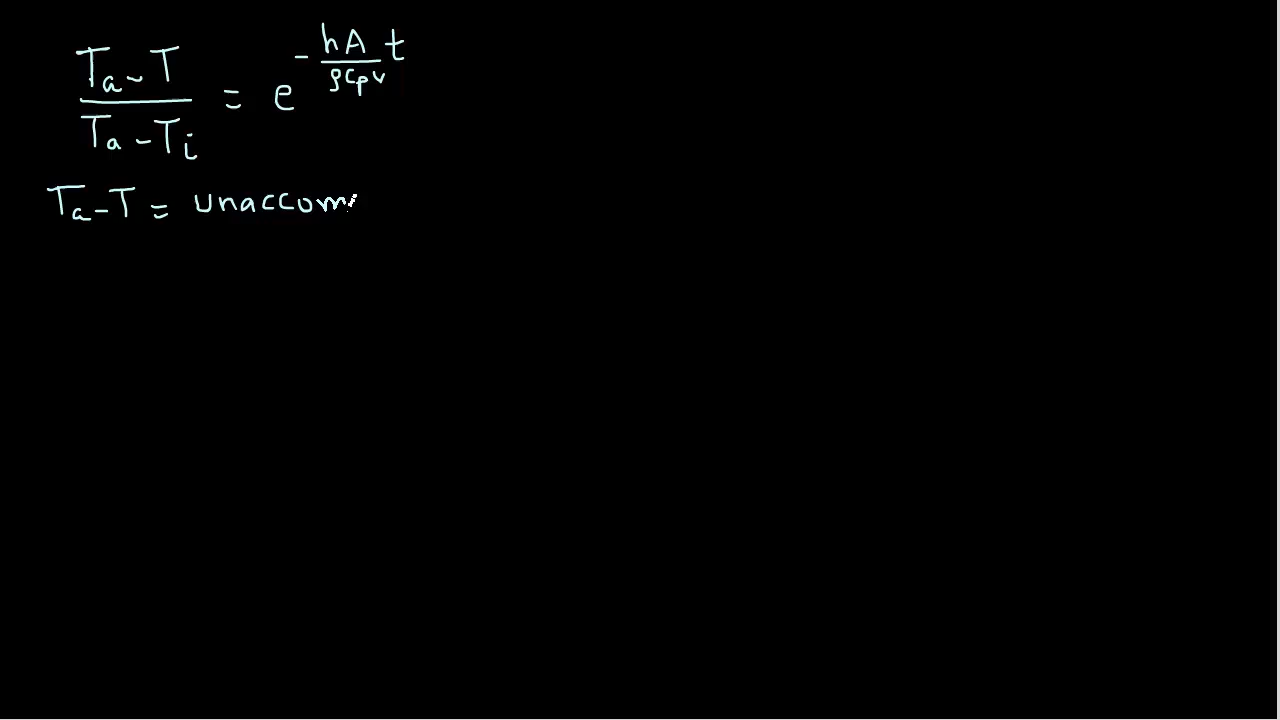 Ta - T / Ta - Ti = e^(- hA/ρCpV t)
Ta - T = unaccom